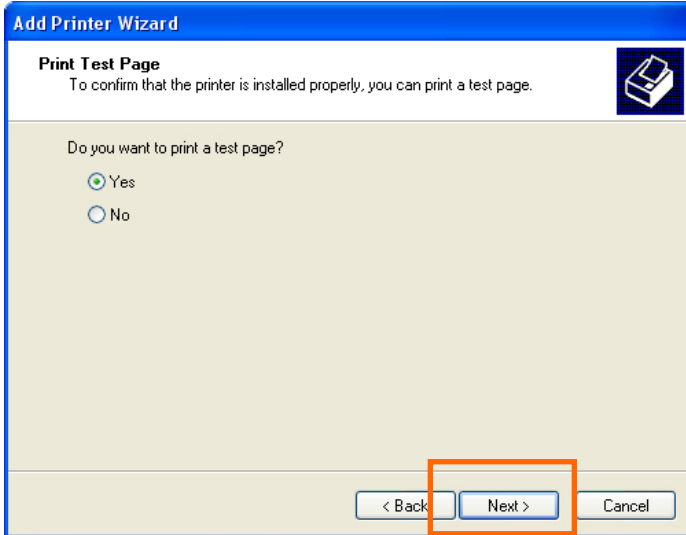 Add Printer Wizard
Print Test Page
To confirm that the printer is installed properly, you can print a test page.
Do you want to print a test page?
Yes
No
< Back
Next >
Cancel